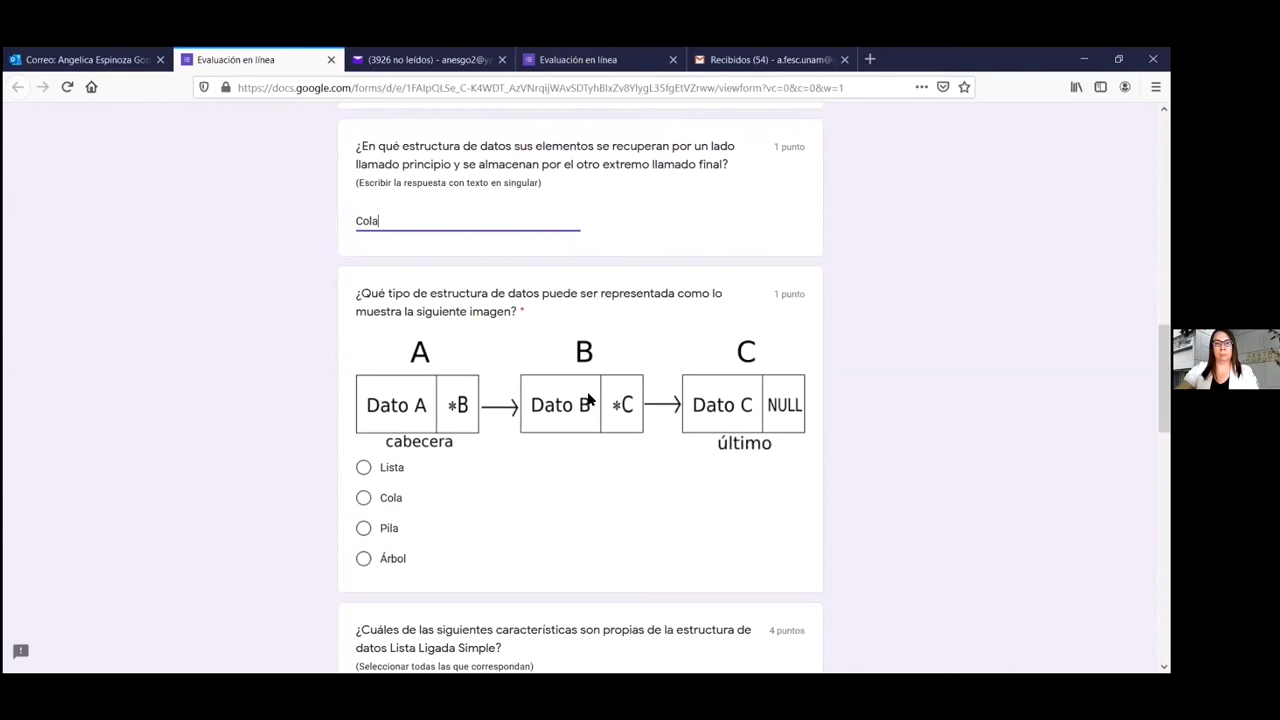 Correo: Angelica Espinoza Goo
Evaluación en línea
(3926 no leídos) - anesgo2@y
Evaluación en línea
Recibidos (54) - a.fesc.unam@
https://docs.google.com/forms/d/e/1FAIpQLSe_C-K4WDT_AzVNrqijWAvSDTyhBIxZv8YlygL35fgEtVZrww/viewform?vc=0&c=0&w=1
¿En qué estructura de datos sus elementos se recuperan por un lado
1 punto
llamado principio y se almacenan por el otro extremo llamado final?
(Escribir la respuesta con texto en singular)
Cola
¿Qué tipo de estructura de datos puede ser representada como lo
1 punto
muestra la siguiente imagen? *
A B C
Dato A *B Dato B *C Dato C NULL
cabecera último
Lista
Cola
Pila
Árbol
¿Cuáles de las siguientes características son propias de la estructura de
4 puntos
datos Lista Ligada Simple?
(Seleccionar todas las que correspondan)